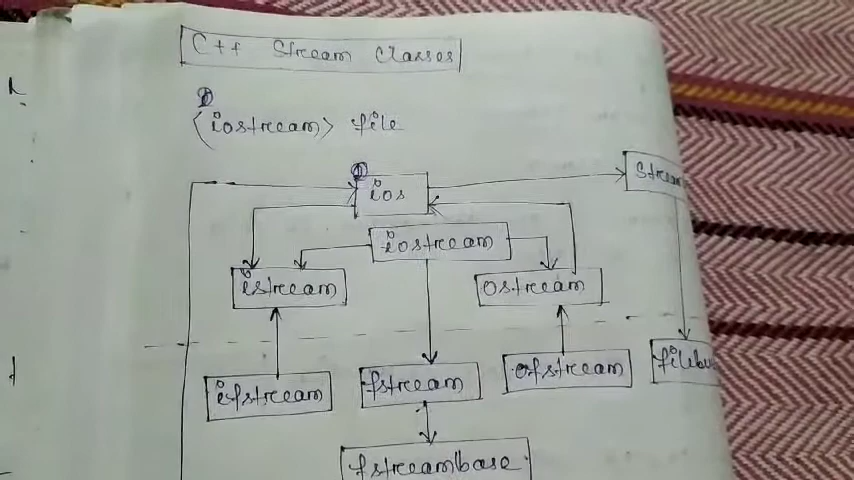 C++ Stream Classes
<iostream> file
ios
iostream
istream
ostream
ifstream
fstream
ofstream
fstreambase